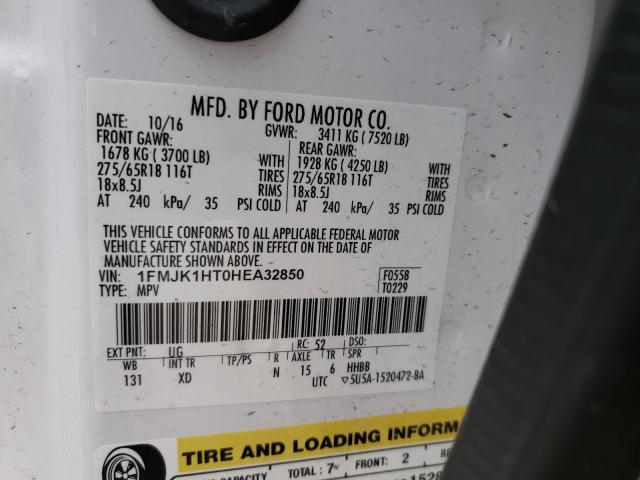 MFD. BY FORD MOTOR CO.
DATE: 10/16 GVWR: 3411 KG ( 7520 LB)
FRONT GAWR: REAR GAWR:
1678 KG ( 3700 LB) WITH 1928 KG ( 4250 LB) WITH
275/65R18 116T TIRES 275/65R18 116T TIRES
18x8.5J RIMS 18x8.5J RIMS
AT 240 kPa/ 35 PSI COLD AT 240 kPa/ 35 PSI COLD
THIS VEHICLE CONFORMS TO ALL APPLICABLE FEDERAL MOTOR
VEHICLE SAFETY STANDARDS IN EFFECT ON THE DATE OF
MANUFACTURE SHOWN ABOVE.
VIN: 1FMJK1HT0HEA32850 F0558
TYPE: MPV T0229
EXT PNT: UG RC: 52 DSO:
WB INT TR TP/PS R AXLE TR SPR
131 XD N 15 6 HHBB
UTC ▽5U5A-1520472-BA
TIRE AND LOADING INFORM
CAPACITY TOTAL : 7 FRONT: 2